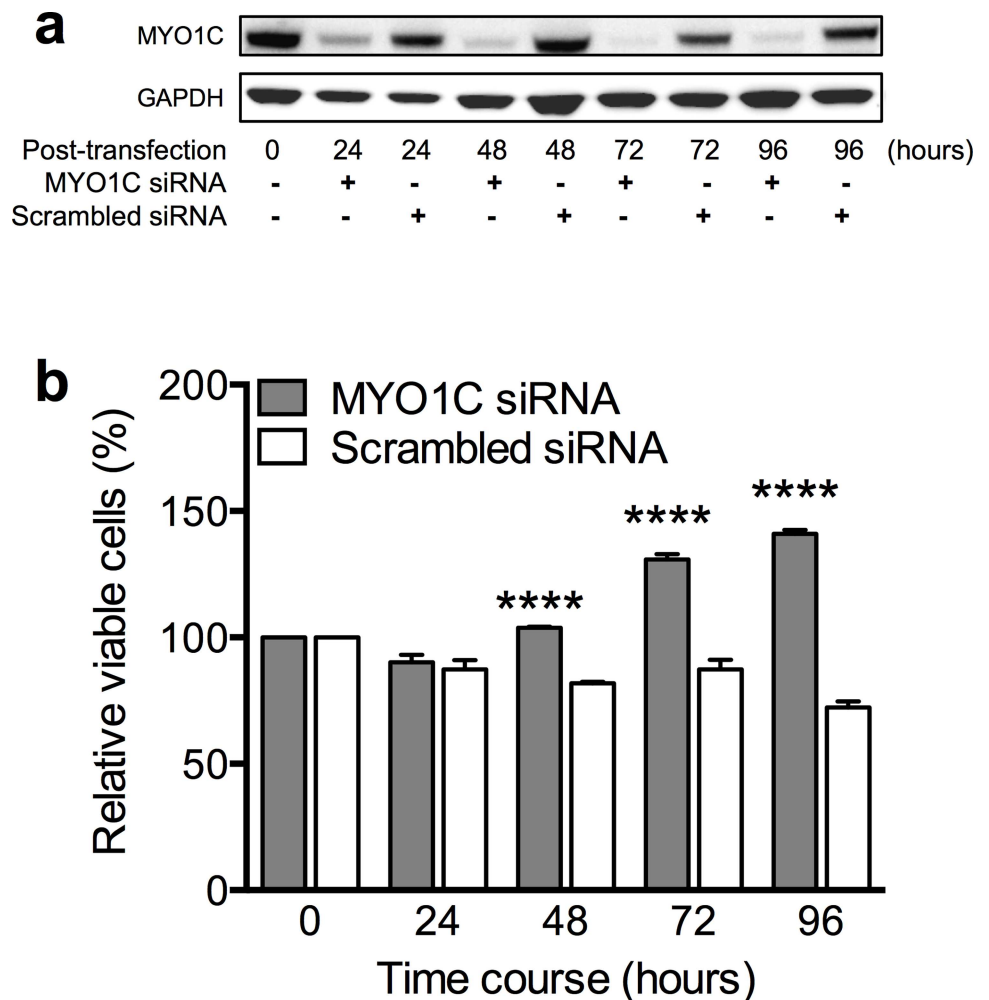 a
MYO1C
GAPDH
Post-transfection 0 24 24 48 48 72 72 96 96 (hours)
MYO1C siRNA - + - + - + - + -
Scrambled siRNA - - + - + - + - +
b
200
150
100
50
0
Relative viable cells (%)
MYO1C siRNA
Scrambled siRNA
**** **** ****
0 24 48 72 96
Time course (hours)